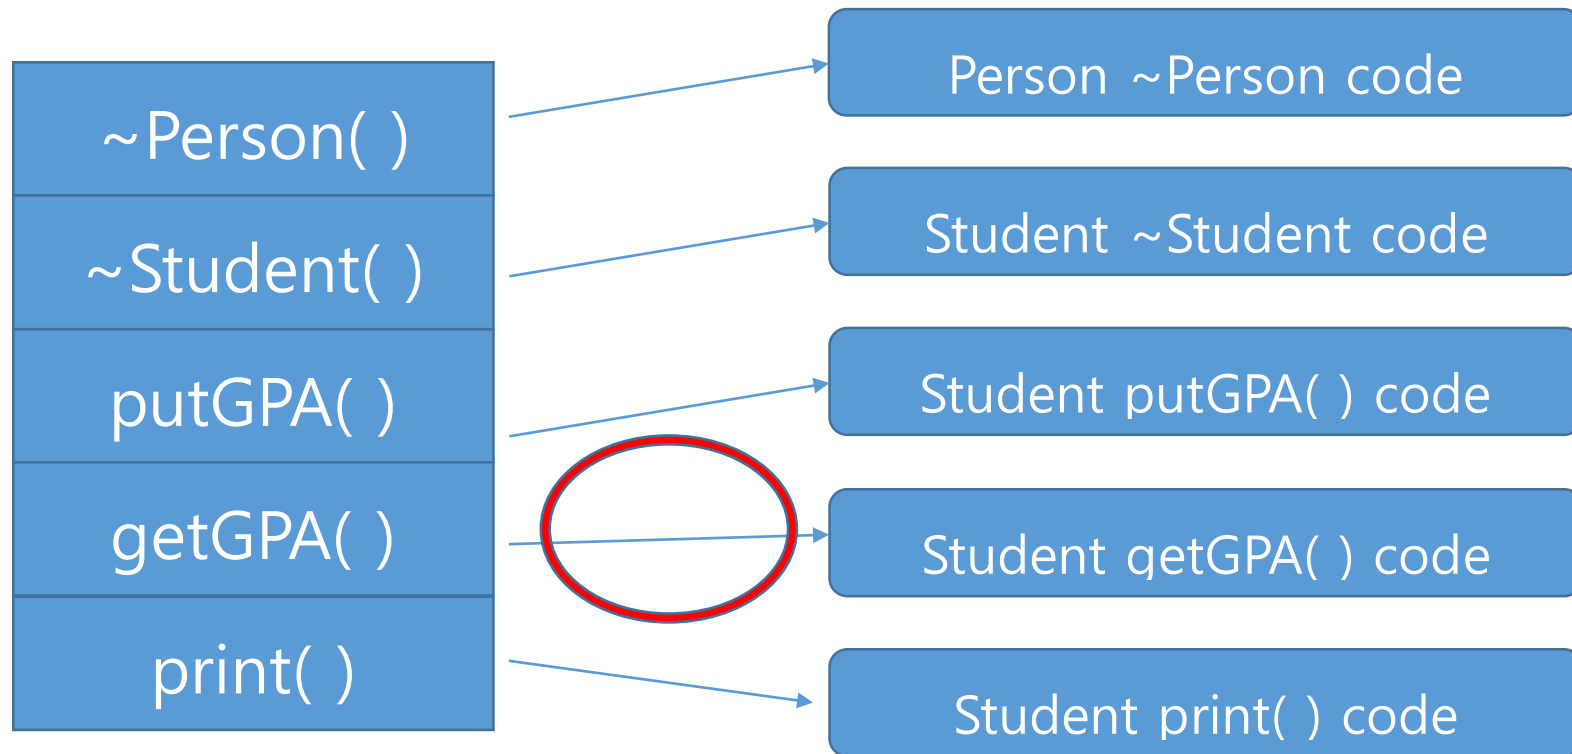 ~Person( )
~Student( )
putGPA( )
getGPA( )
print( )
Person ~Person code
Student ~Student code
Student putGPA( ) code
Student getGPA( ) code
Student print( ) code